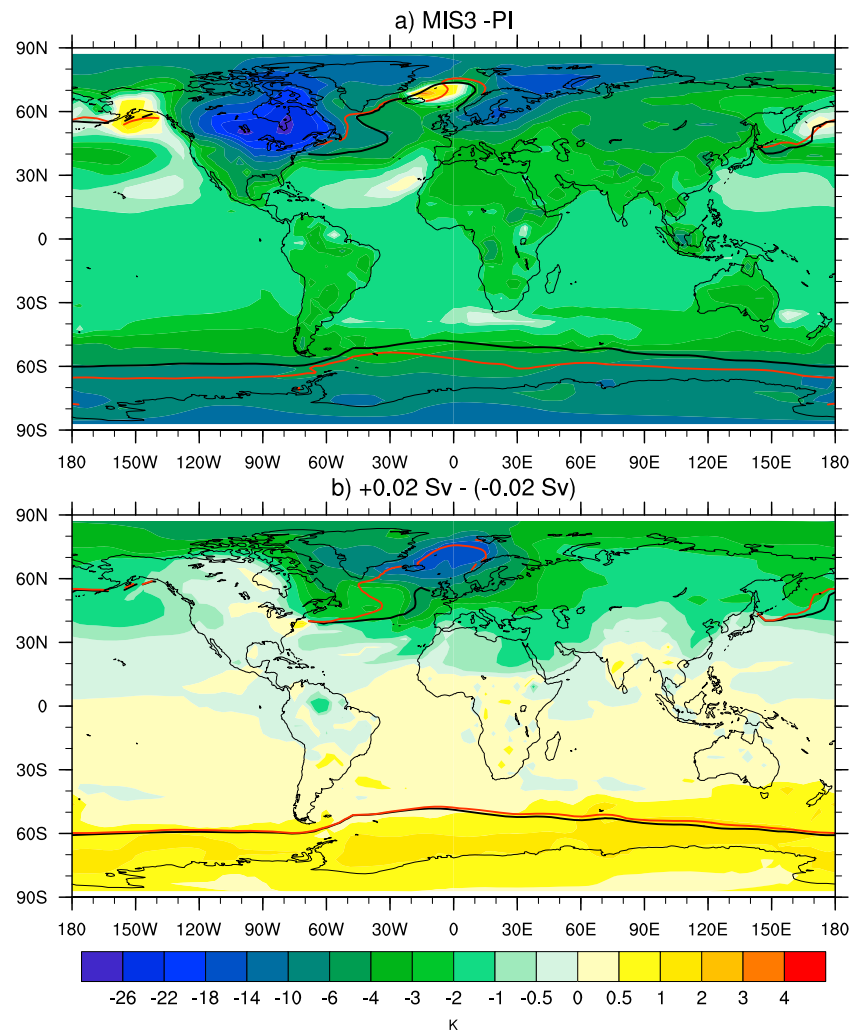 a) MIS3 -PI
90N
60N
30N
0
30S
60S
90S
180 150W 120W 90W 60W 30W 0 30E 60E 90E 120E 150E 180
b) +0.02 Sv - (-0.02 Sv)
90N
60N
30N
0
30S
60S
90S
180 150W 120W 90W 60W 30W 0 30E 60E 90E 120E 150E 180
-26 -22 -18 -14 -10 -6 -4 -3 -2 -1 -0.5 0 0.5 1 2 3 4
K